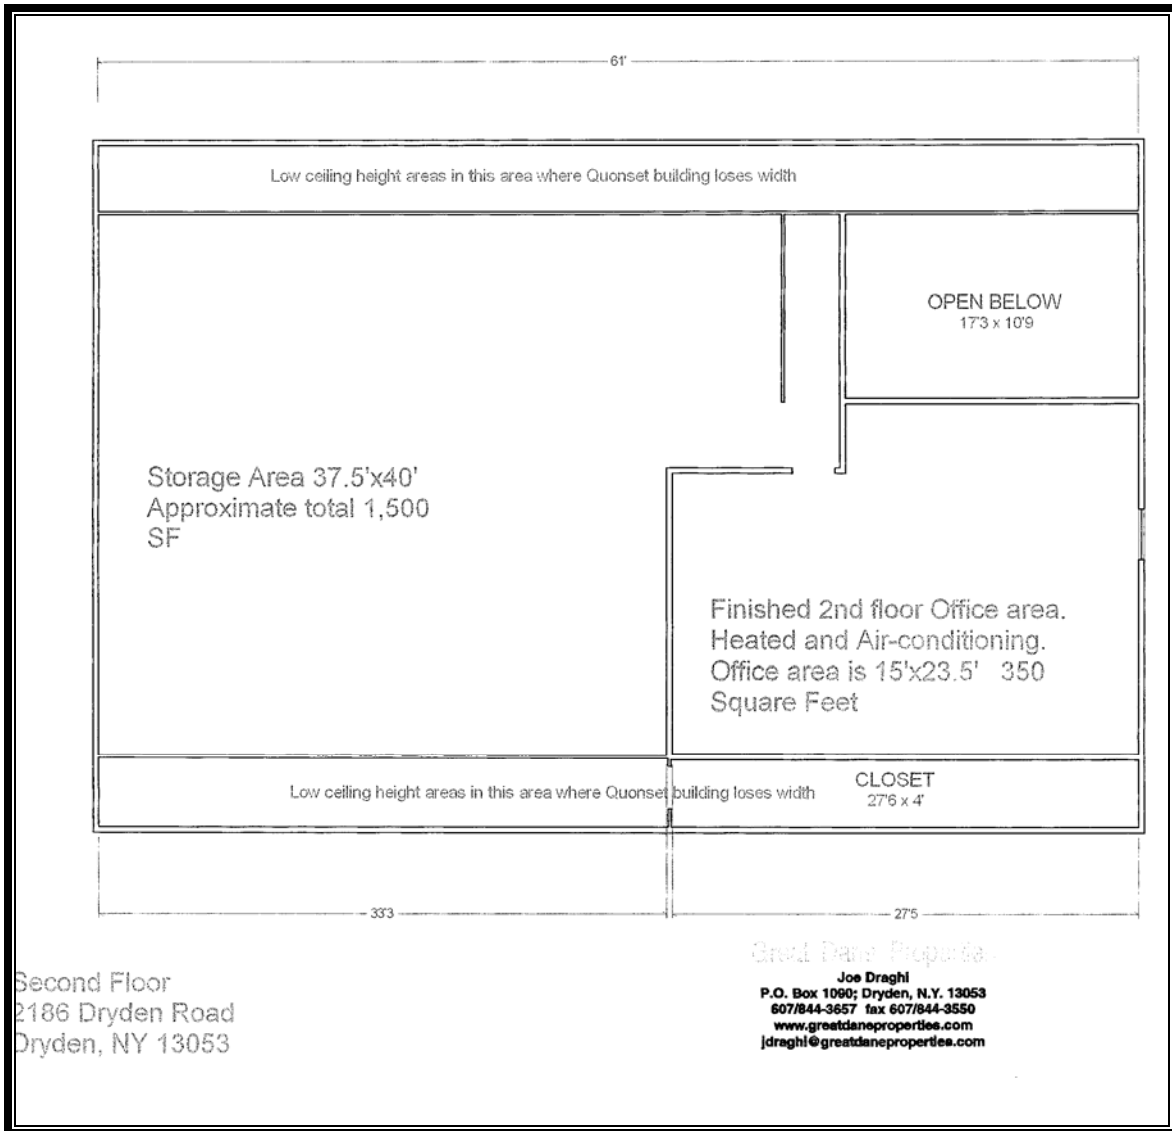 61'
Low ceiling height areas in this area where Quonset building loses width
OPEN BELOW
17'3 x 10'9
Storage Area 37.5'x40'
Approximate total 1,500
SF
Finished 2nd floor Office area.
Heated and Air-conditioning.
Office area is 15'x23.5' 350
Square Feet
CLOSET
27'6 x 4'
Low ceiling height areas in this area where Quonset building loses width
33'3
27'5
Great Dane Properties
Joe Draghi
P.O. Box 1090; Dryden, N.Y. 13053
607/844-3657 fax 607/844-3550
www.greatdaneproperties.com
jdraghi@greatdaneproperties.com
Second Floor
2186 Dryden Road
Dryden, NY 13053